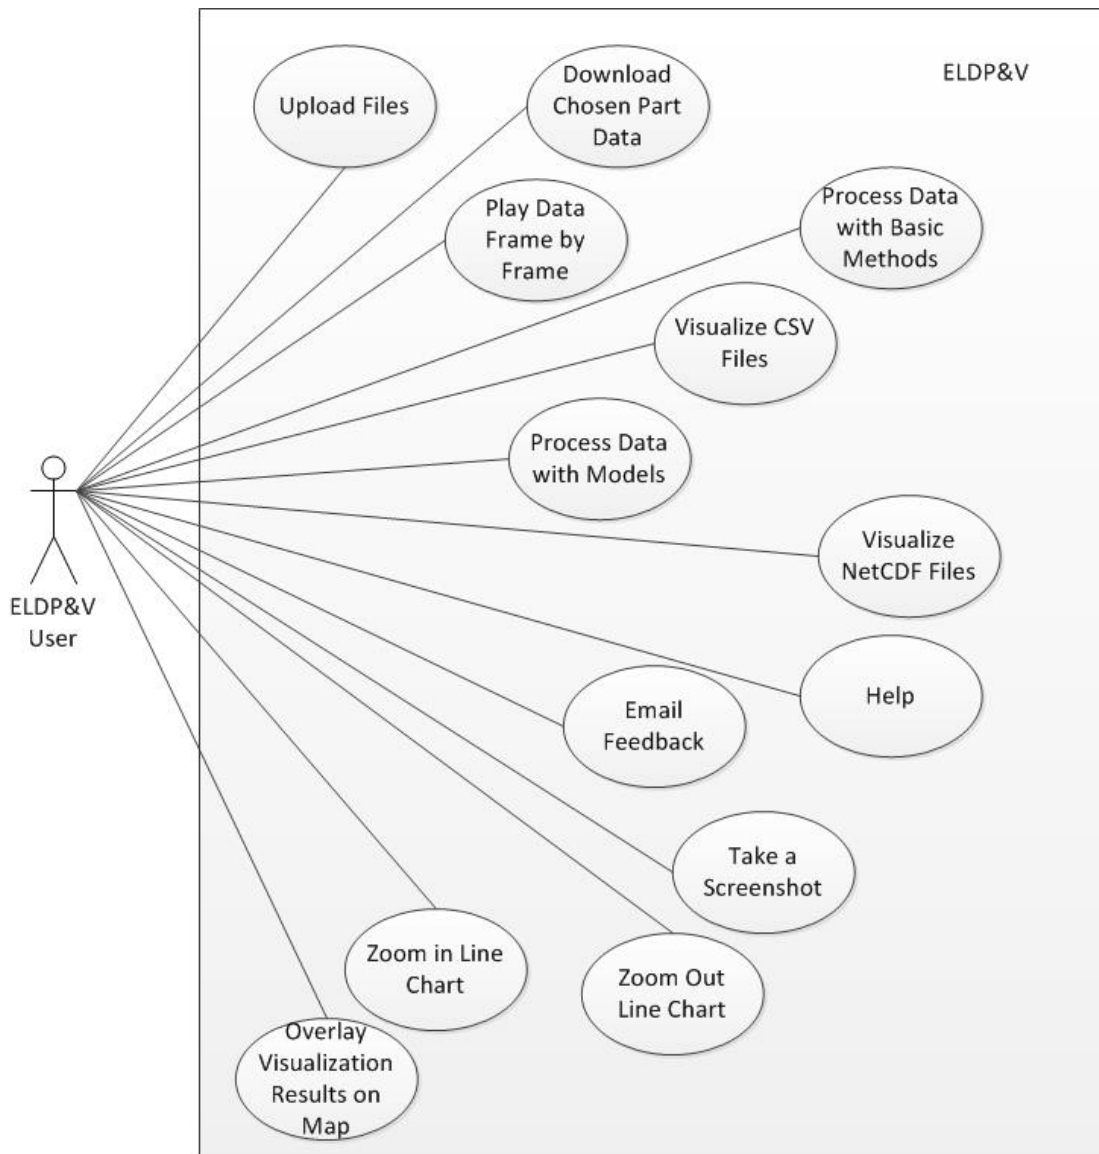 ELDP&V
Upload Files
Download
Chosen Part
Data
Play Data
Frame by
Frame
Process Data
with Basic
Methods
Visualize CSV
Files
Process Data
with Models
ELDP&V
User
Visualize
NetCDF Files
Help
Email
Feedback
Take a
Screenshot
Zoom in Line
Chart
Zoom Out
Line Chart
Overlay
Visualization
Results on
Map